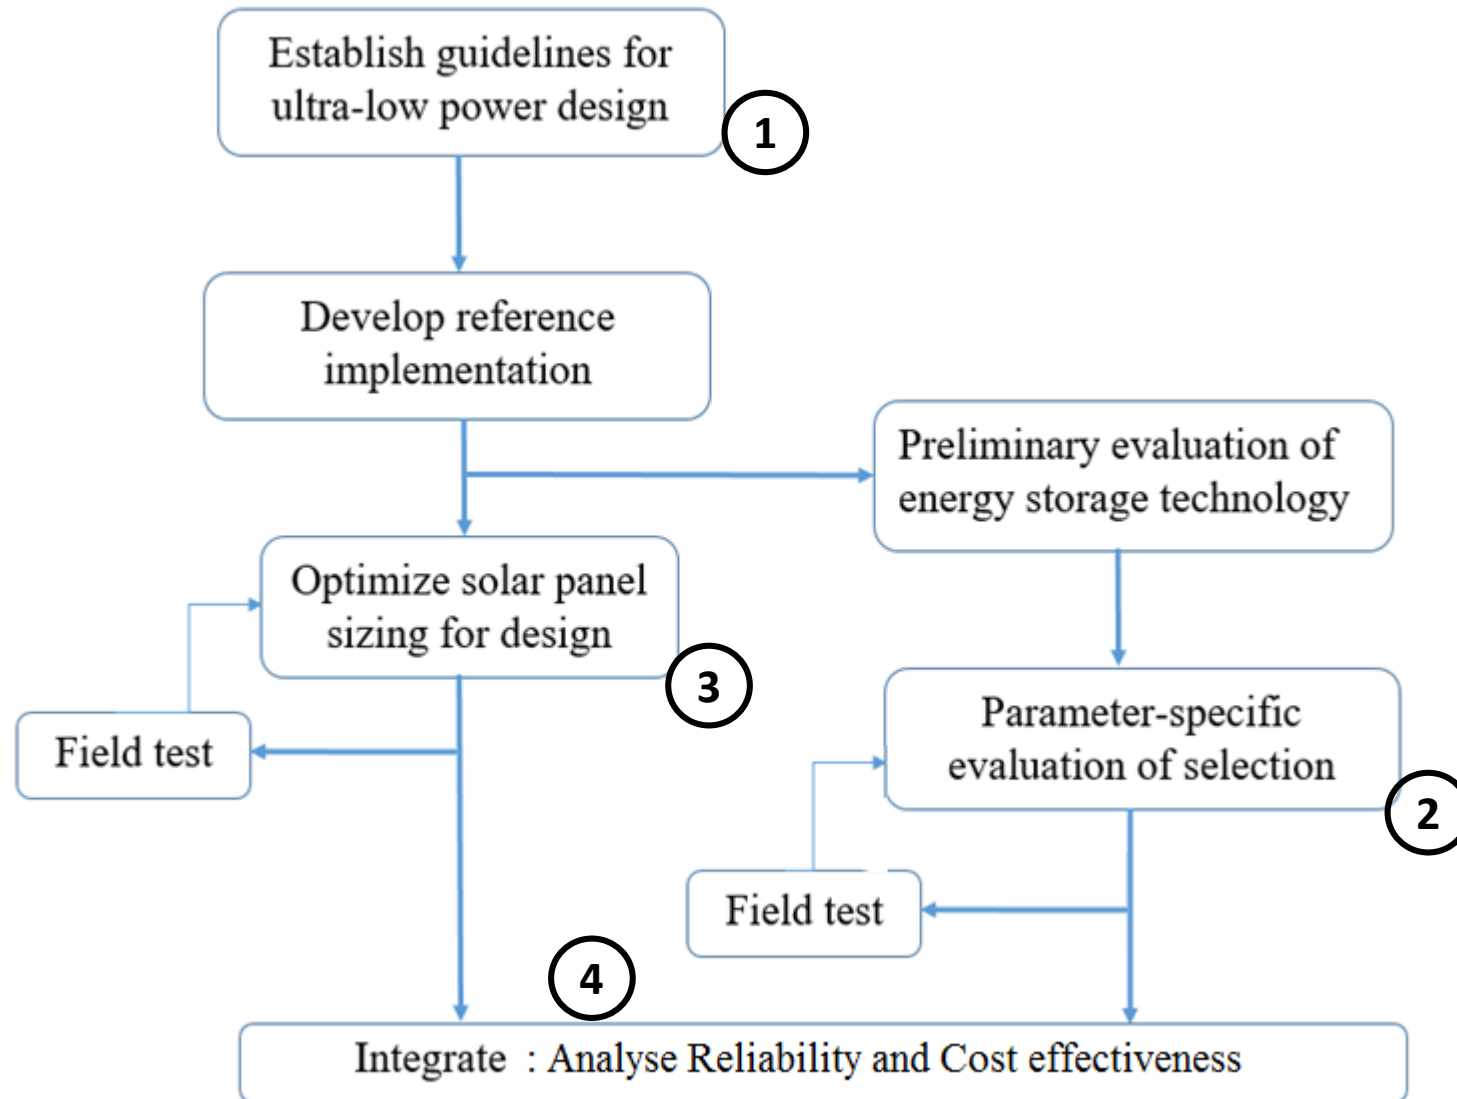 Establish guidelines for
ultra-low power design
1
Develop reference
implementation
Preliminary evaluation of
energy storage technology
Optimize solar panel
sizing for design
3
Parameter-specific
evaluation of selection
2
Field test
Field test
4
Integrate : Analyse Reliability and Cost effectiveness